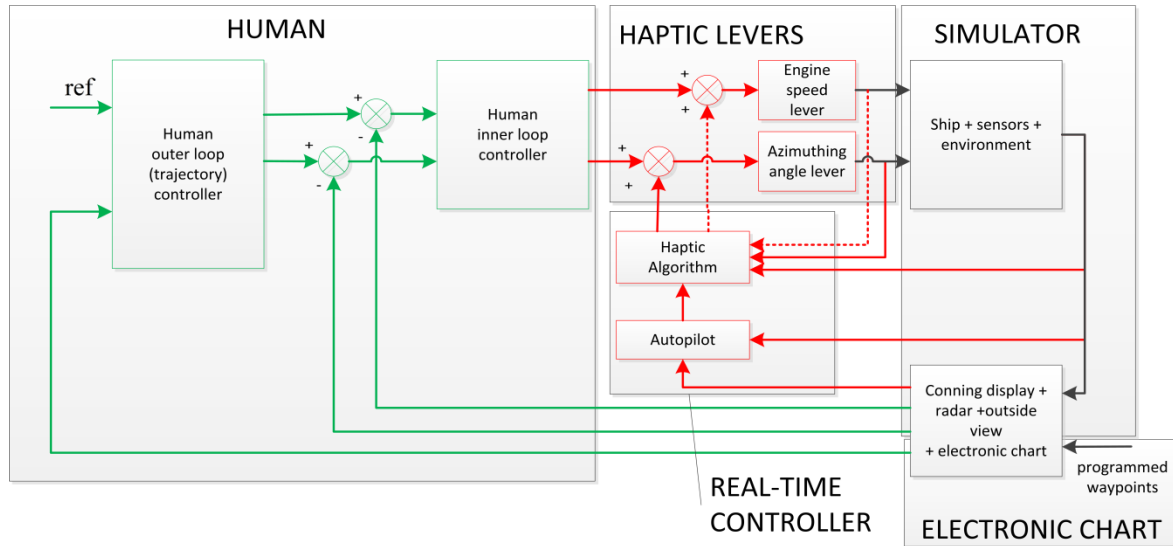 HUMAN
HAPTIC LEVERS
SIMULATOR
ref
Human
outer loop
(trajectory)
controller
+
-
+
-
Human
inner loop
controller
+
+
+
+
Engine
speed
lever
Azimuthing
angle lever
Ship + sensors +
environment
Haptic
Algorithm
Autopilot
Conning display +
radar +outside
view
+ electronic chart
programmed
waypoints
REAL-TIME
CONTROLLER
ELECTRONIC CHART